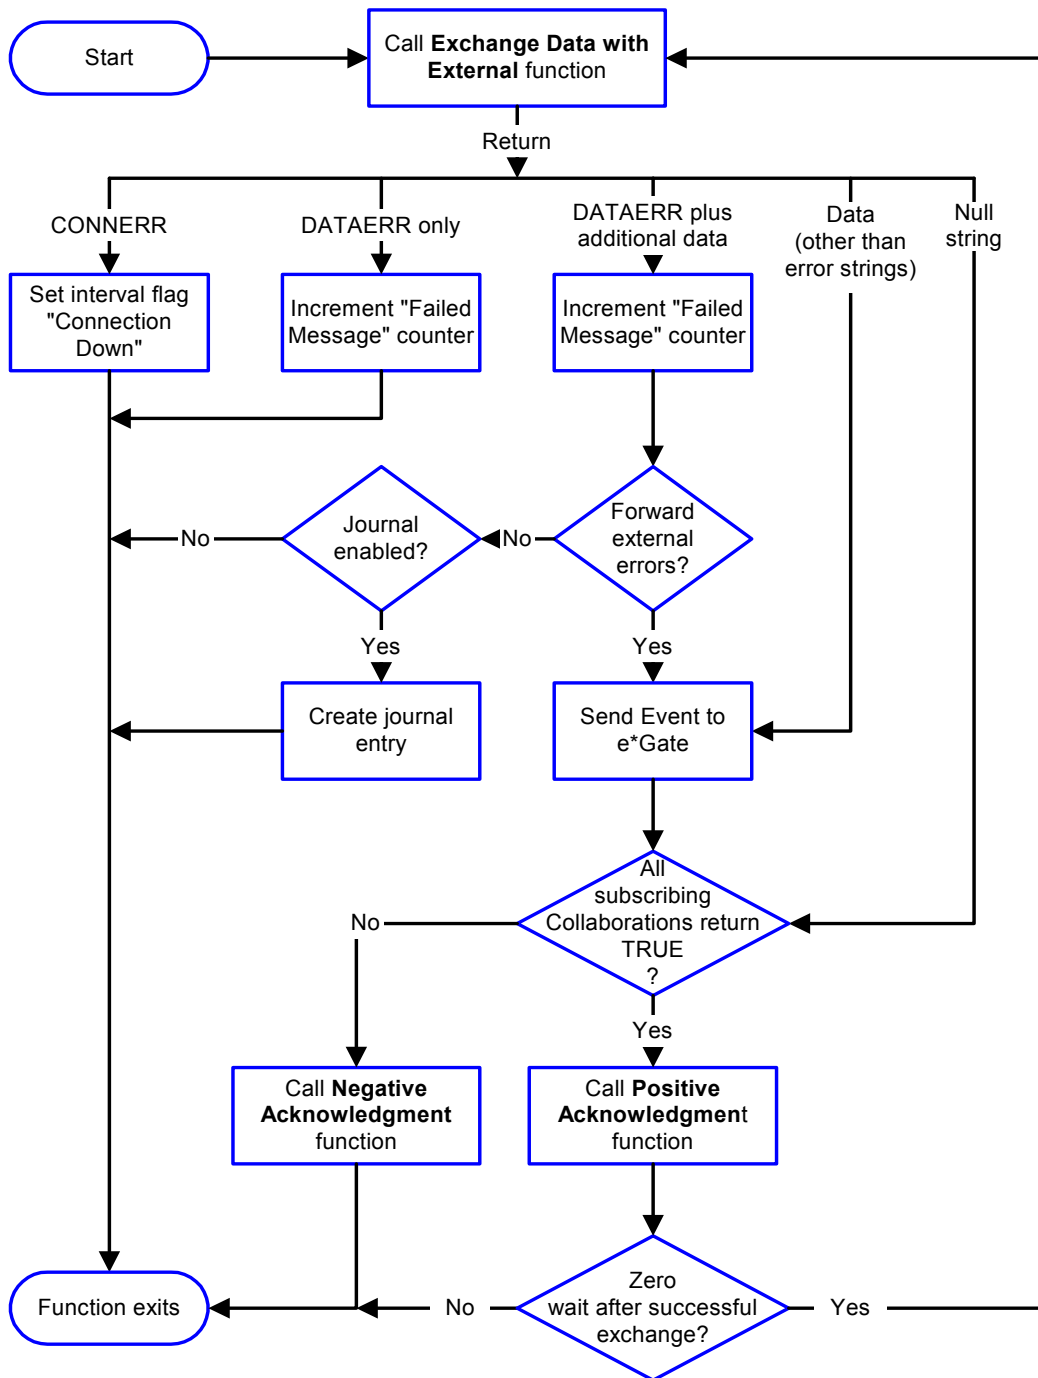 Start
Call Exchange Data with
External function
Return
CONNERR
DATAERR only
DATAERR plus
additional data
Data
(other than
error strings)
Null
string
Set interval flag
"Connection
Down"
Increment "Failed
Message" counter
Increment "Failed
Message" counter
No
Journal
enabled?
No
Forward
external
errors?
Yes
Yes
Create journal
entry
Send Event to
e*Gate
No
All
subscribing
Collaborations return
TRUE
?
Yes
Call Negative
Acknowledgment
function
Call Positive
Acknowledgment
function
Function exits
No
Zero
wait after successful
exchange?
Yes